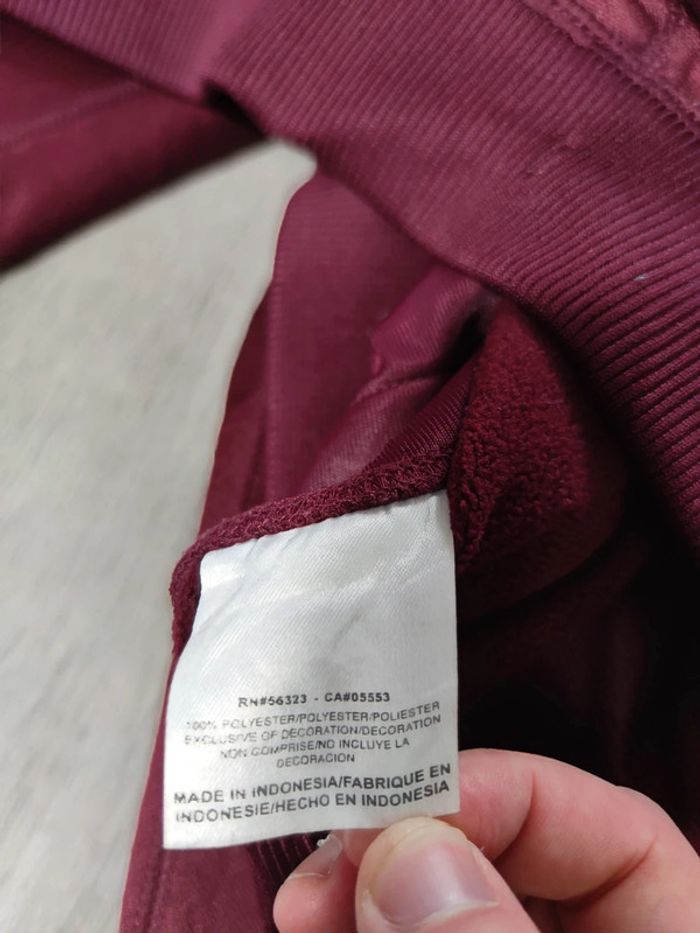 RN#56323 - CA#05553
100% POLYESTER/POLYESTER/POLIESTER
EXCLUSIVE OF DECORATION/DECORATION
NON COMPRISE/NO INCLUYE LA
DECORACION
MADE IN INDONESIA/FABRIQUE EN
INDONESIE/HECHO EN INDONESIA